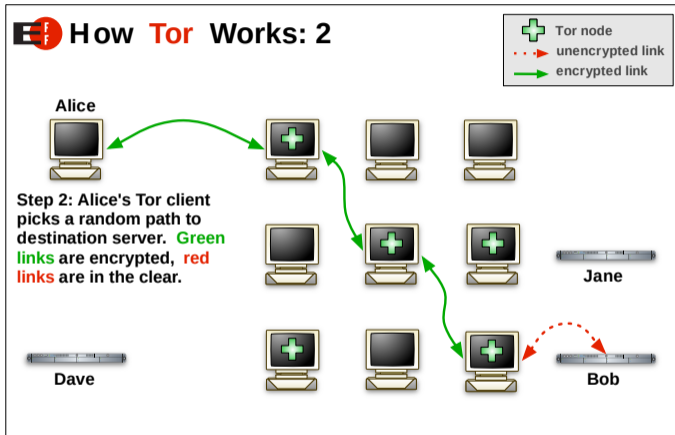 EFF How Tor Works: 2
Tor node
unencrypted link
encrypted link
Alice
Step 2: Alice's Tor client
picks a random path to
destination server. Green
links are encrypted, red
links are in the clear.
Jane
Dave
Bob